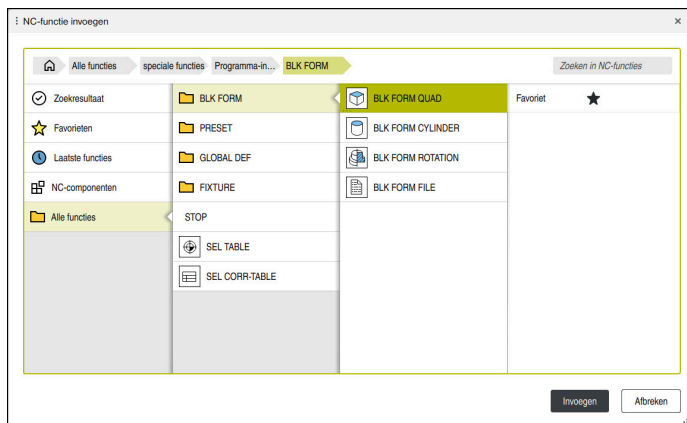 NC-functie invoegen
Alle functies speciale functies Programma-in... BLK FORM Zoeken in NC-functies
Zoekresultaat BLK FORM BLK FORM QUAD Favoriet
Favorieten PRESET BLK FORM CYLINDER
Laatste functies GLOBAL DEF BLK FORM ROTATION
NC-componenten FIXTURE BLK FORM FILE
Alle functies STOP
SEL TABLE
SEL CORR-TABLE
Invoegen Afbreken